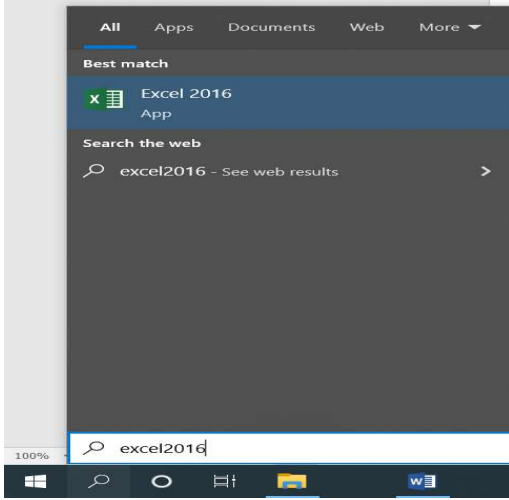 All Apps Documents Web More
Best match
Excel 2016
App
Search the web
excel2016 - See web results
excel2016
100%